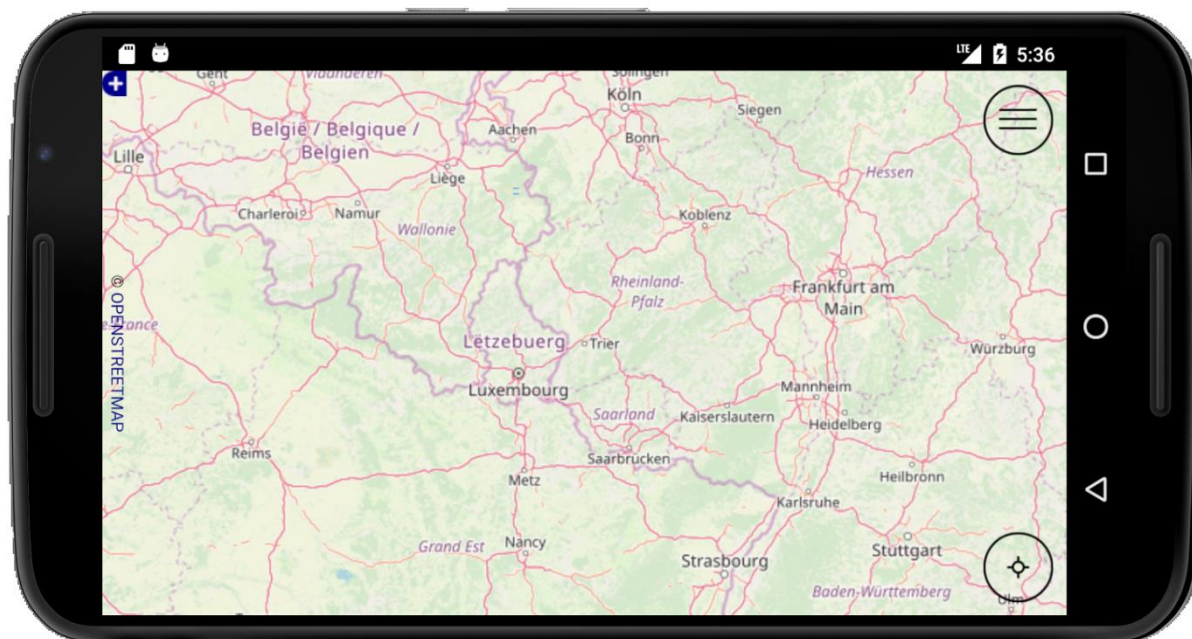 LTE 5:36
Gent
Vlaanderen
Solingen
Köln
Siegen
België / Belgique /
Belgien
Aachen
Bonn
Lille
Liège
Hessen
Charleroi
Namur
Koblenz
Wallonie
Rheinland-
Pfalz
Frankfurt am
Main
© OPENSTREETMAP
e-France
Lëtzebuerg
Trier
Würzburg
Luxembourg
Mannheim
Saarland
Kaiserslautern
Heidelberg
Reims
Saarbrücken
Metz
Heilbronn
Karlsruhe
Grand Est
Nancy
Strasbourg
Stuttgart
Baden-Württemberg
Ulm